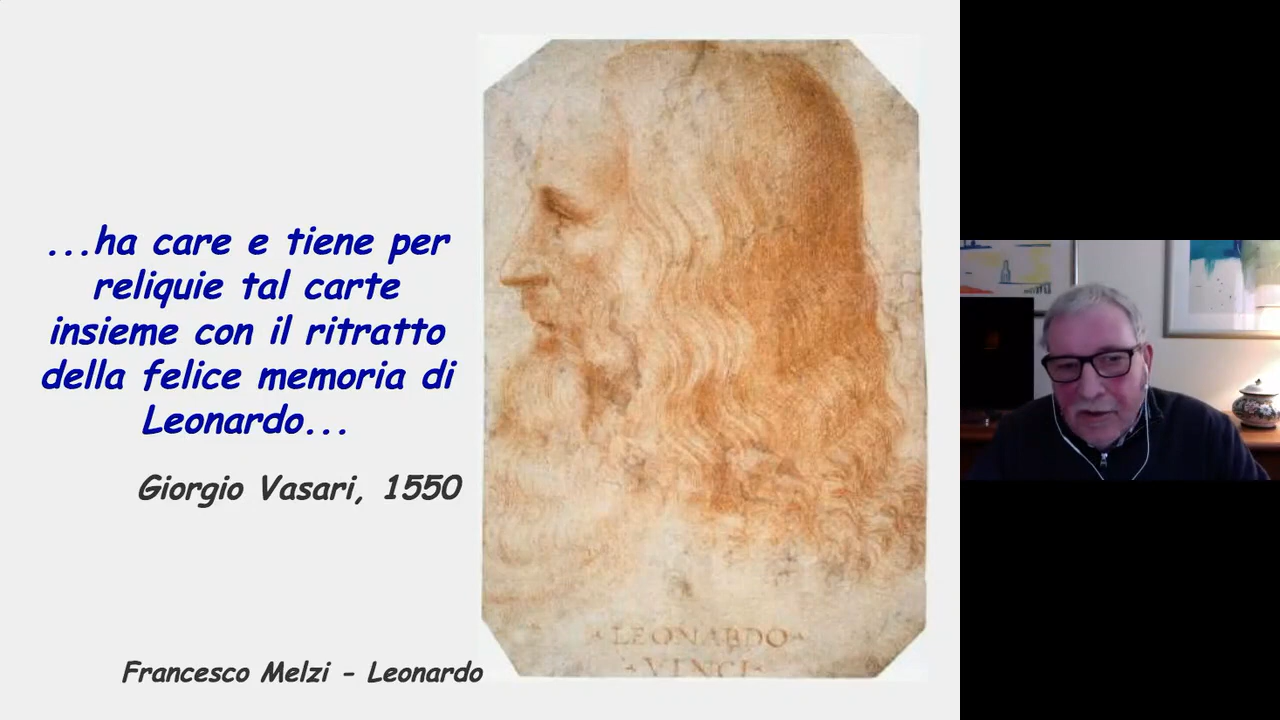 ...ha care e tiene per
reliquie tal carte
insieme con il ritratto
della felice memoria di
Leonardo...
Giorgio Vasari, 1550
Francesco Melzi - Leonardo
LEONARDO
VINCI